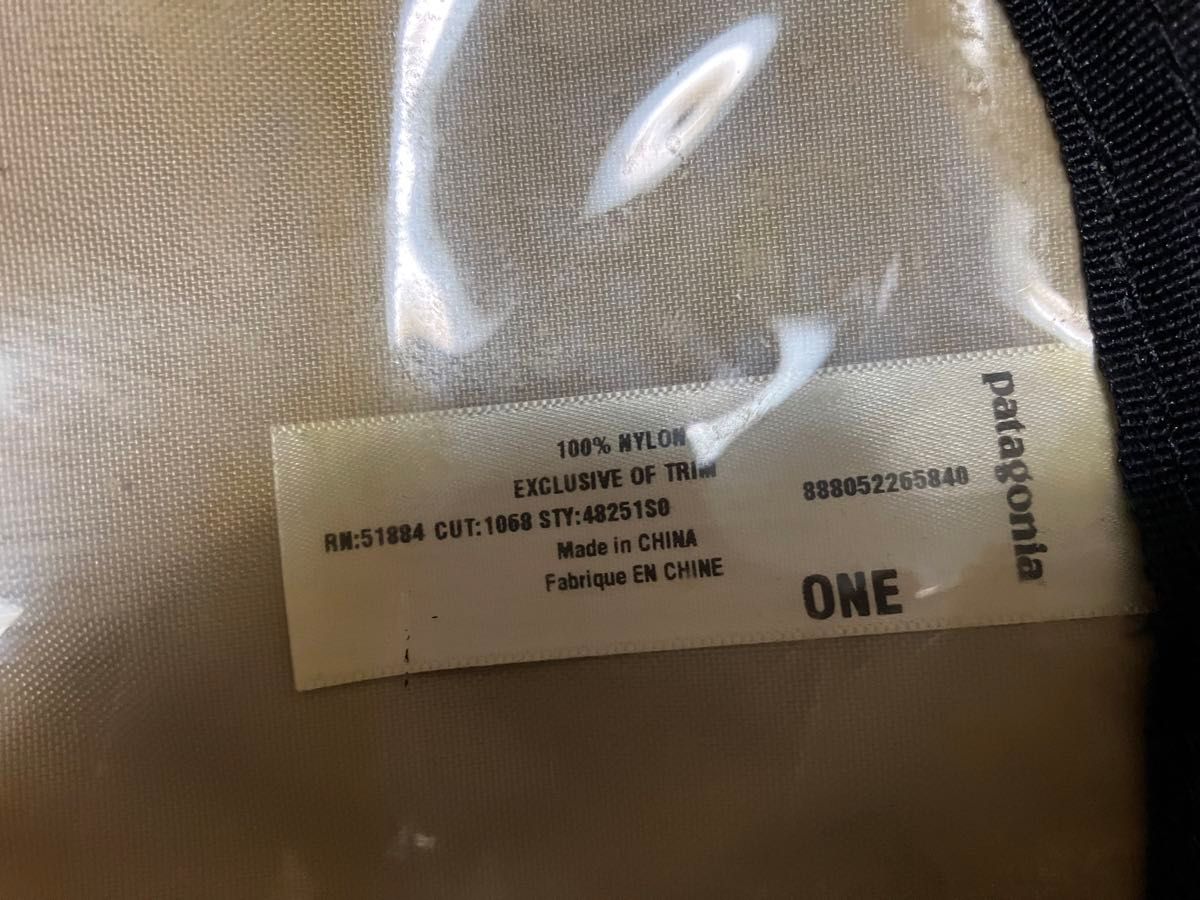 100% NYLON
EXCLUSIVE OF TRIM
RN:51884 CUT:1068 STY:48251S0
Made in CHINA
Fabrique EN CHINE
888052265840
ONE
patagonia